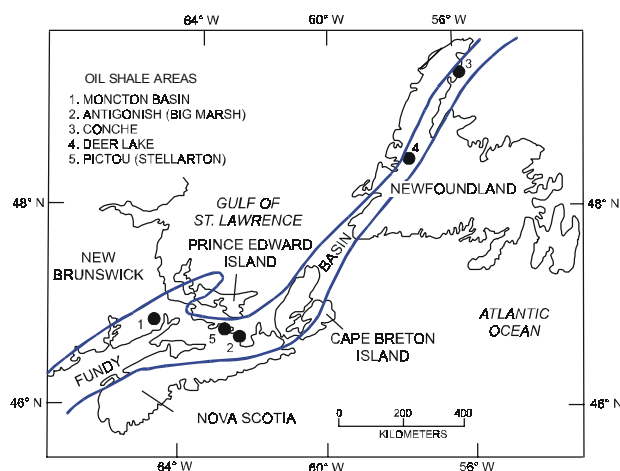 64° W
60° W
56° W
OIL SHALE AREAS
1. MONCTON BASIN
2. ANTIGONISH (BIG MARSH)
3. CONCHE
4. DEER LAKE
5. PICTOU (STELLARTON)
3
4
NEWFOUNDLAND
48° N
48° N
GULF OF
ST. LAWRENCE
PRINCE EDWARD
ISLAND
BASIN
NEW
BRUNSWICK
ATLANTIC
OCEAN
1
5
2
CAPE BRETON
ISLAND
FUNDY
46° N
46° N
NOVA SCOTIA
0
200
400
KILOMETERS
64° W
60° W
56° W